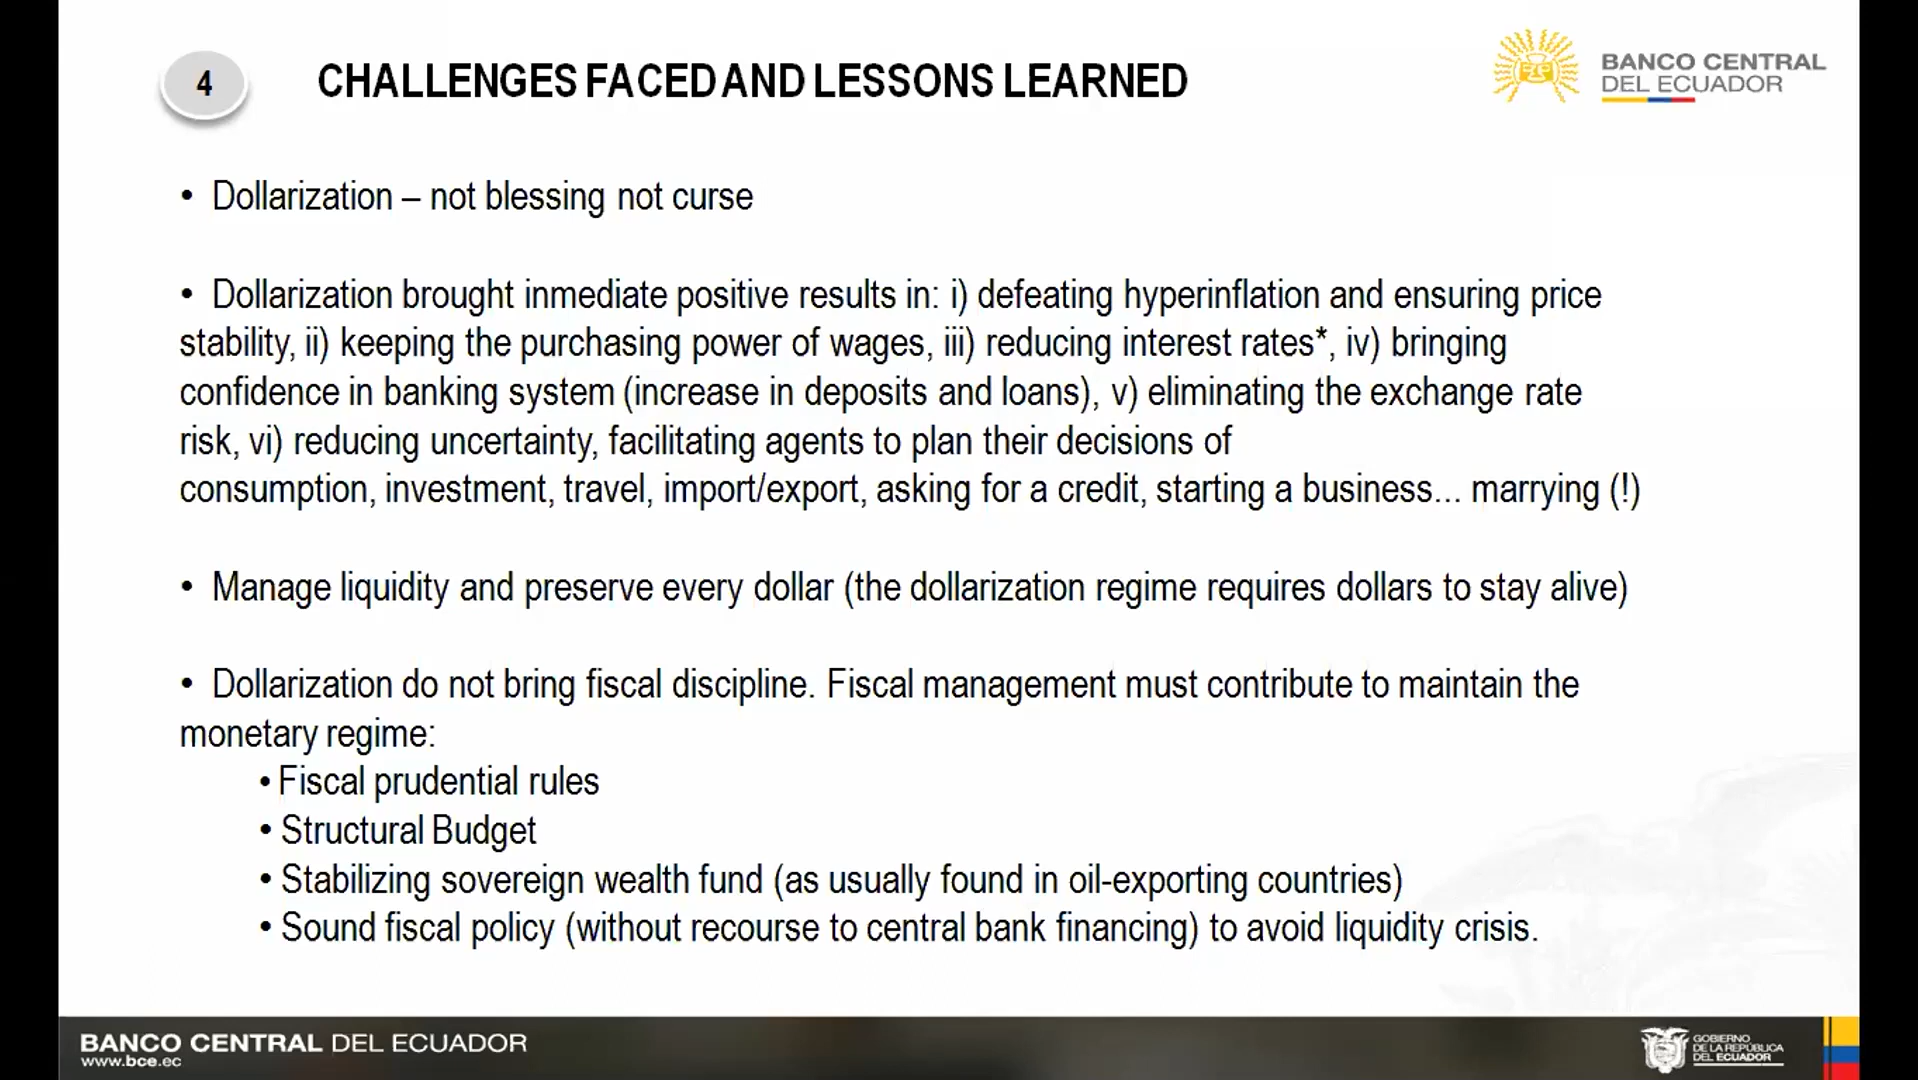 4
CHALLENGES FACED AND LESSONS LEARNED
BANCO CENTRAL
DEL ECUADOR
• Dollarization – not blessing not curse
• Dollarization brought inmediate positive results in: i) defeating hyperinflation and ensuring price
stability, ii) keeping the purchasing power of wages, iii) reducing interest rates*, iv) bringing
confidence in banking system (increase in deposits and loans), v) eliminating the exchange rate
risk, vi) reducing uncertainty, facilitating agents to plan their decisions of
consumption, investment, travel, import/export, asking for a credit, starting a business... marrying (!)
• Manage liquidity and preserve every dollar (the dollarization regime requires dollars to stay alive)
• Dollarization do not bring fiscal discipline. Fiscal management must contribute to maintain the
monetary regime:
• Fiscal prudential rules
• Structural Budget
• Stabilizing sovereign wealth fund (as usually found in oil-exporting countries)
• Sound fiscal policy (without recourse to central bank financing) to avoid liquidity crisis.
BANCO CENTRAL DEL ECUADOR
www.bce.ec
GOBIERNO
DE LA REPÚBLICA
DEL ECUADOR